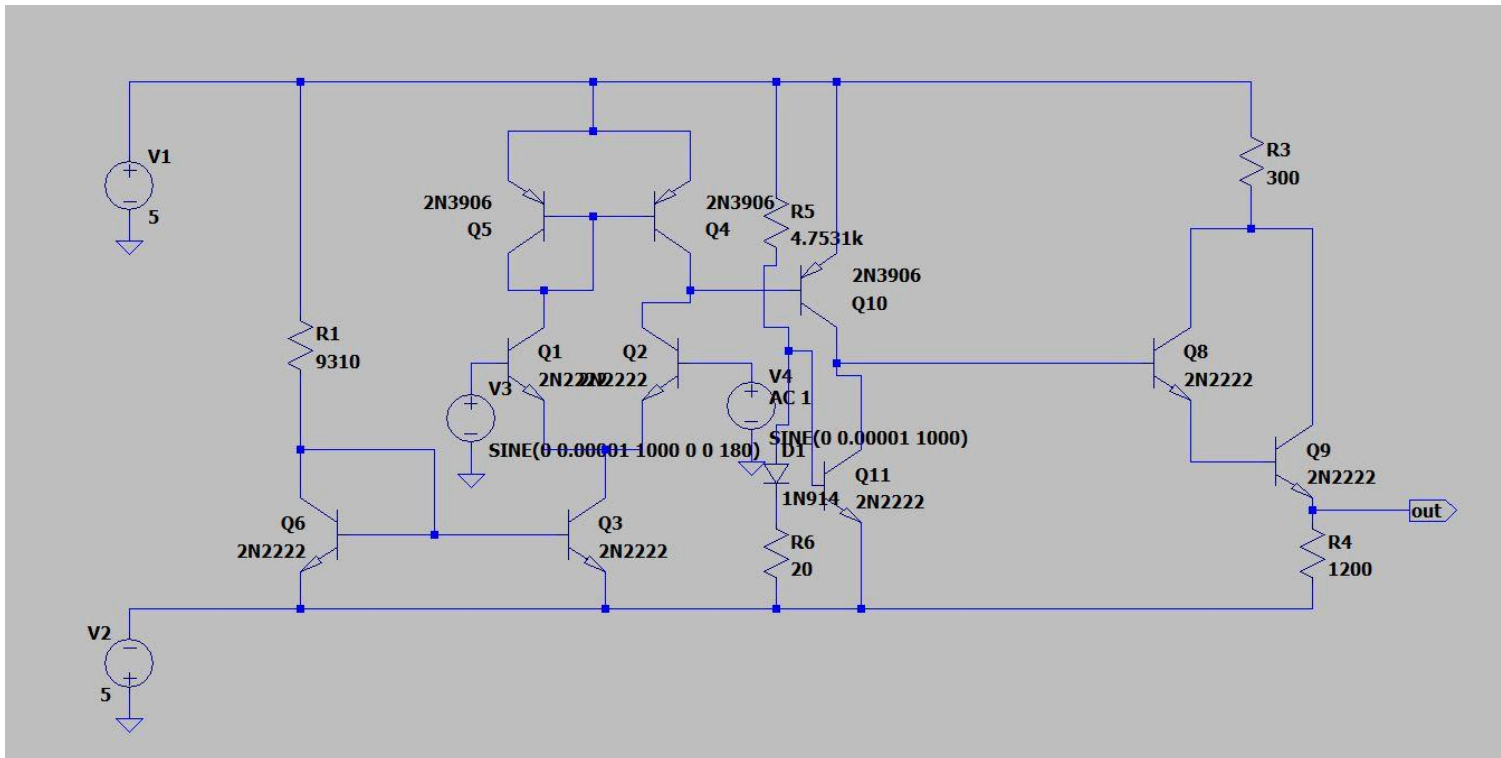 V1
5
R3
300
2N3906
Q5
2N3906
Q4
R5
4.7531k
2N3906
Q10
R1
9310
Q1
2N2222
Q2
2N2222
V3
SINE(0 0.00001 1000 0 0 180)
V4
AC 1
SINE(0 0.00001 1000)
Q8
2N2222
D1
1N914
Q11
2N2222
Q9
2N2222
out
Q6
2N2222
Q3
2N2222
R6
20
R4
1200
V2
5
+
−
+
−
+
−
−
+